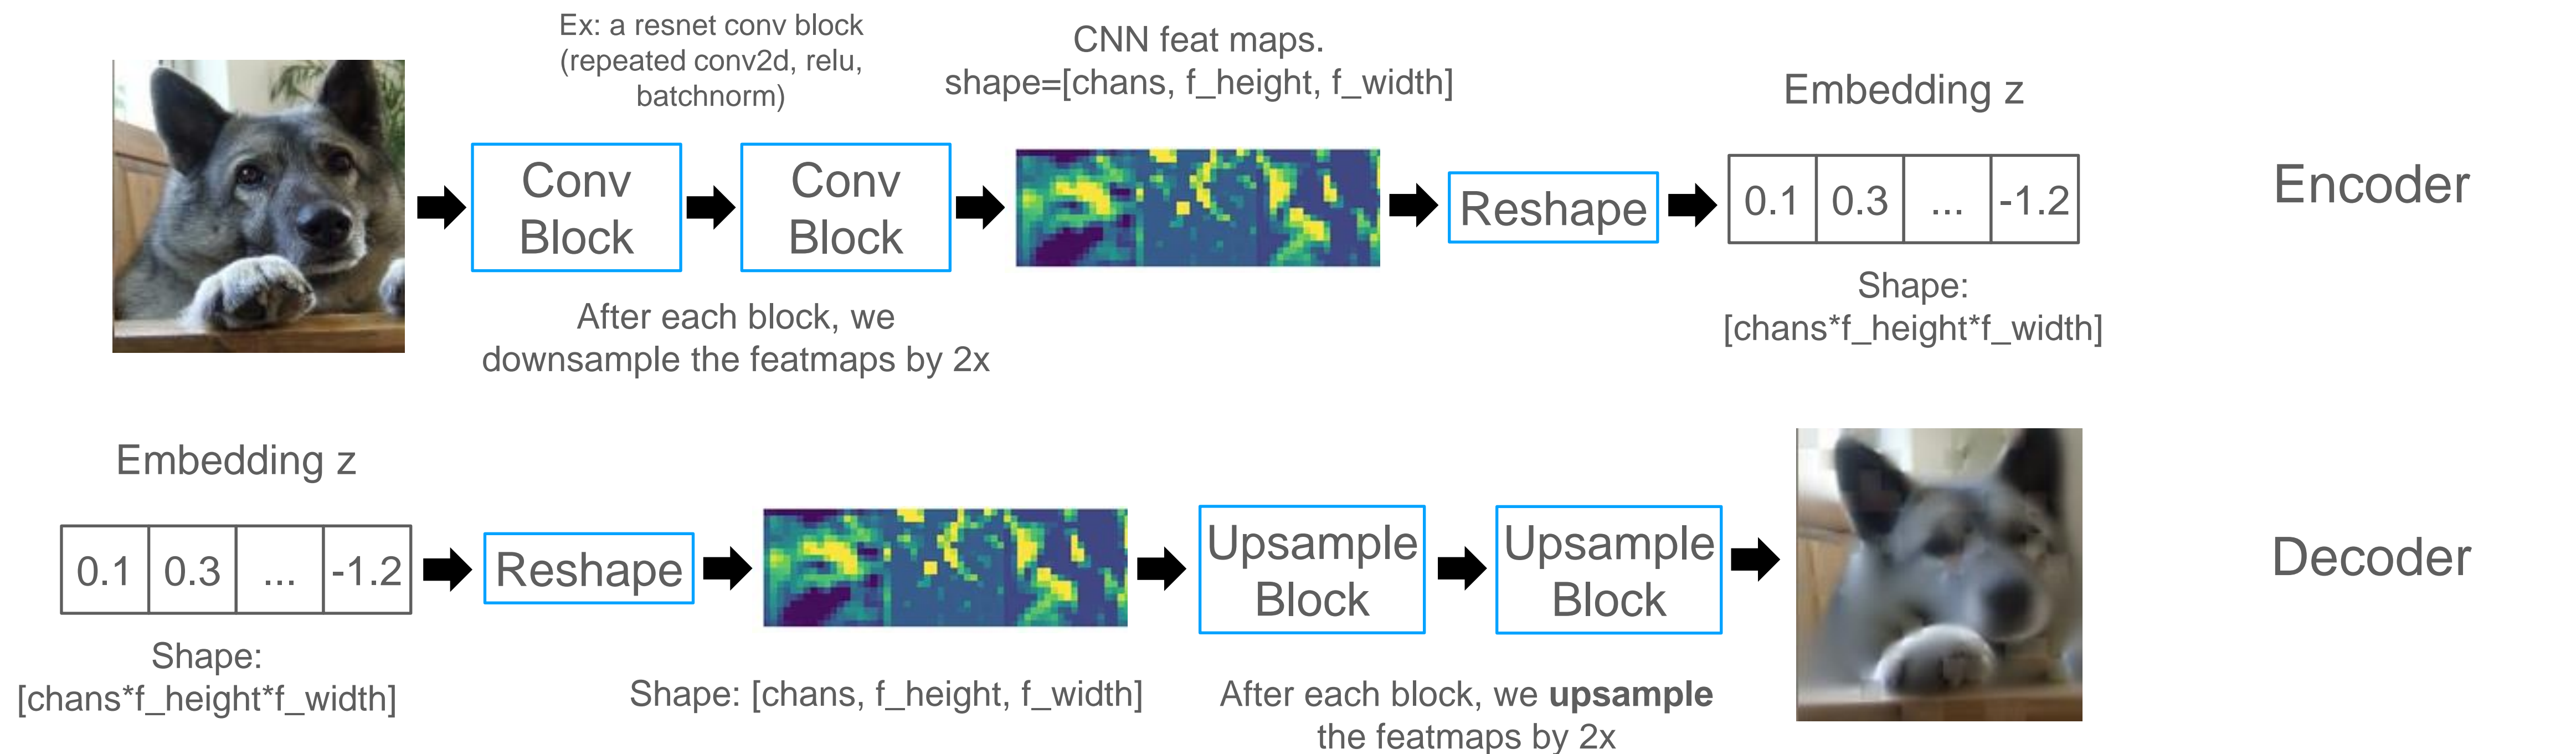 Ex: a resnet conv block
(repeated conv2d, relu,
batchnorm)
CNN feat maps.
shape=[chans, f_height, f_width]
Embedding z
Conv
Block
Conv
Block
Reshape
0.1 0.3 ... -1.2
Encoder
After each block, we
downsample the featmaps by 2x
Shape:
[chans*f_height*f_width]
Embedding z
0.1 0.3 ... -1.2
Reshape
Upsample
Block
Upsample
Block
Decoder
Shape:
[chans*f_height*f_width]
Shape: [chans, f_height, f_width]
After each block, we upsample
the featmaps by 2x